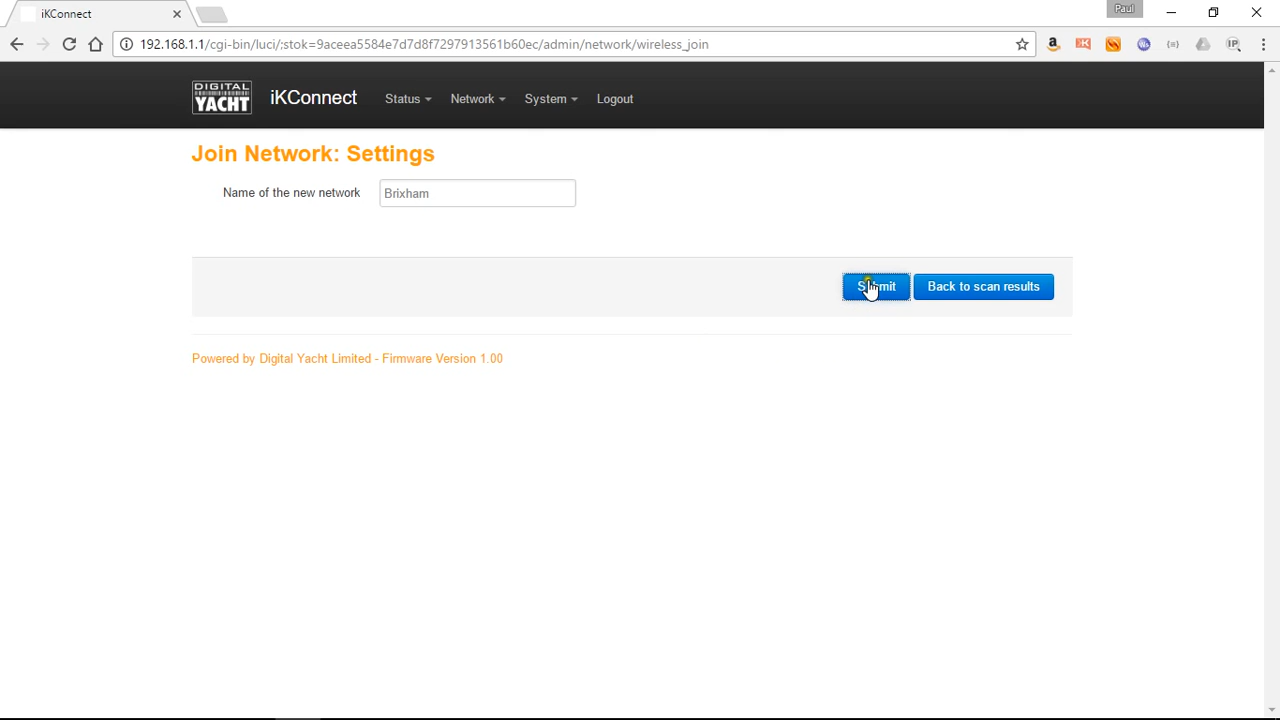 iKConnect
Paul
192.168.1.1/cgi-bin/luci/;stok=9aceea5584e7d7d8f7297913561b60ec/admin/network/wireless_join
DIGITAL
YACHT
iKConnect Status Network System Logout
Join Network: Settings
Name of the new network Brixham
Submit Back to scan results
Powered by Digital Yacht Limited - Firmware Version 1.00